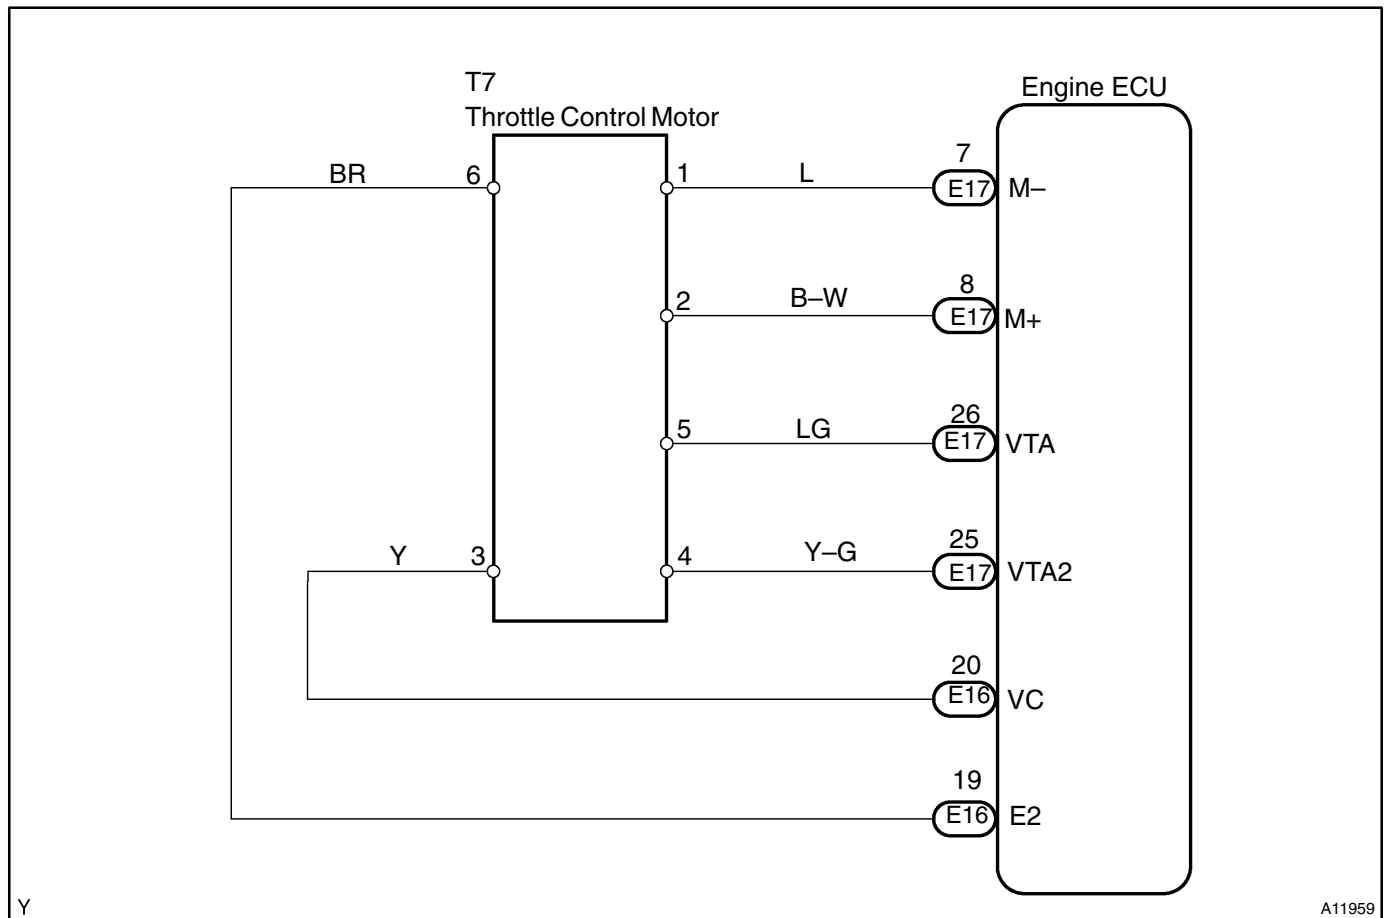 T7
Throttle Control Motor
Engine ECU
BR
6
1
L
7
E17
M–
2
B–W
8
E17
M+
5
LG
26
E17
VTA
Y
3
4
Y–G
25
E17
VTA2
20
E16
VC
19
E16
E2
Y
A11959